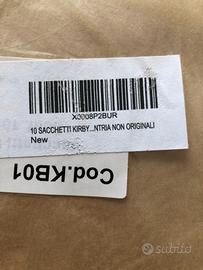 X0008P2BUR
10 SACCHETTI KIRBY...NTRIA NON ORIGINALI
New
Cod.KB01
subito